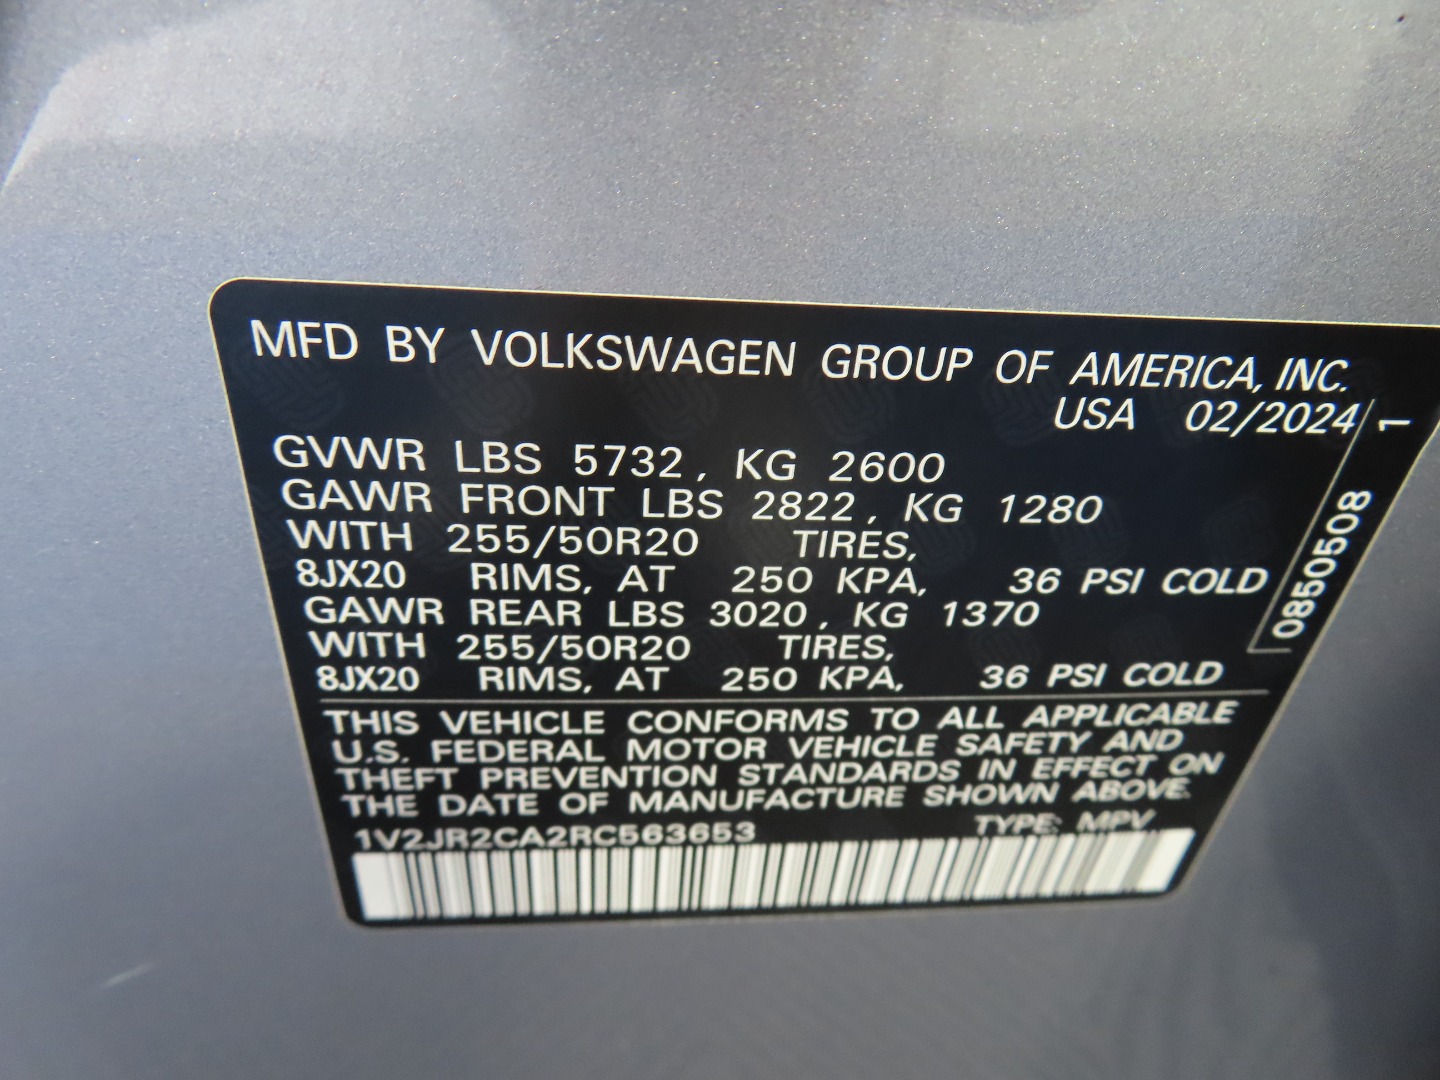 MFD BY VOLKSWAGEN GROUP OF AMERICA, INC.
USA 02/2024
GVWR LBS 5732, KG 2600
GAWR FRONT LBS 2822, KG 1280
WITH 255/50R20 TIRES,
8JX20 RIMS, AT 250 KPA, 36 PSI COLD
GAWR REAR LBS 3020, KG 1370
WITH 255/50R20 TIRES,
8JX20 RIMS, AT 250 KPA, 36 PSI COLD
THIS VEHICLE CONFORMS TO ALL APPLICABLE
U.S. FEDERAL MOTOR VEHICLE SAFETY AND
THEFT PREVENTION STANDARDS IN EFFECT ON
THE DATE OF MANUFACTURE SHOWN ABOVE.
1V2JR2CA2RC563653 TYPE: MPV
0850508 1